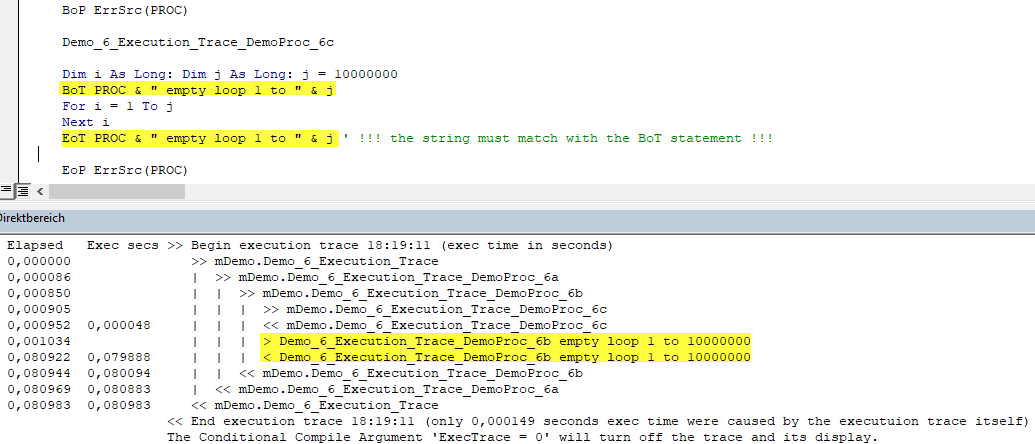 BoP ErrSrc(PROC)
Demo_6_Execution_Trace_DemoProc_6c
Dim i As Long: Dim j As Long: j = 10000000
BoT PROC & " empty loop 1 to " & j
For i = 1 To j
Next i
EoT PROC & " empty loop 1 to " & j ' !!! the string must match with the BoT statement !!!
EoP ErrSrc(PROC)
Direktbereich
Elapsed Exec secs >> Begin execution trace 18:19:11 (exec time in seconds)
0,000000 >> mDemo.Demo_6_Execution_Trace
0,000086 | >> mDemo.Demo_6_Execution_Trace_DemoProc_6a
0,000850 | | >> mDemo.Demo_6_Execution_Trace_DemoProc_6b
0,000905 | | | >> mDemo.Demo_6_Execution_Trace_DemoProc_6c
0,000952 0,000048 | | | << mDemo.Demo_6_Execution_Trace_DemoProc_6c
0,001034 | | | > Demo_6_Execution_Trace_DemoProc_6b empty loop 1 to 10000000
0,080922 0,079888 | | | < Demo_6_Execution_Trace_DemoProc_6b empty loop 1 to 10000000
0,080944 0,080094 | | << mDemo.Demo_6_Execution_Trace_DemoProc_6b
0,080969 0,080883 | << mDemo.Demo_6_Execution_Trace_DemoProc_6a
0,080983 0,080983 << mDemo.Demo_6_Execution_Trace
<< End execution trace 18:19:11 (only 0,000149 seconds exec time were caused by the executuion trace itself)
The Conditional Compile Argument 'ExecTrace = 0' will turn off the trace and its display.